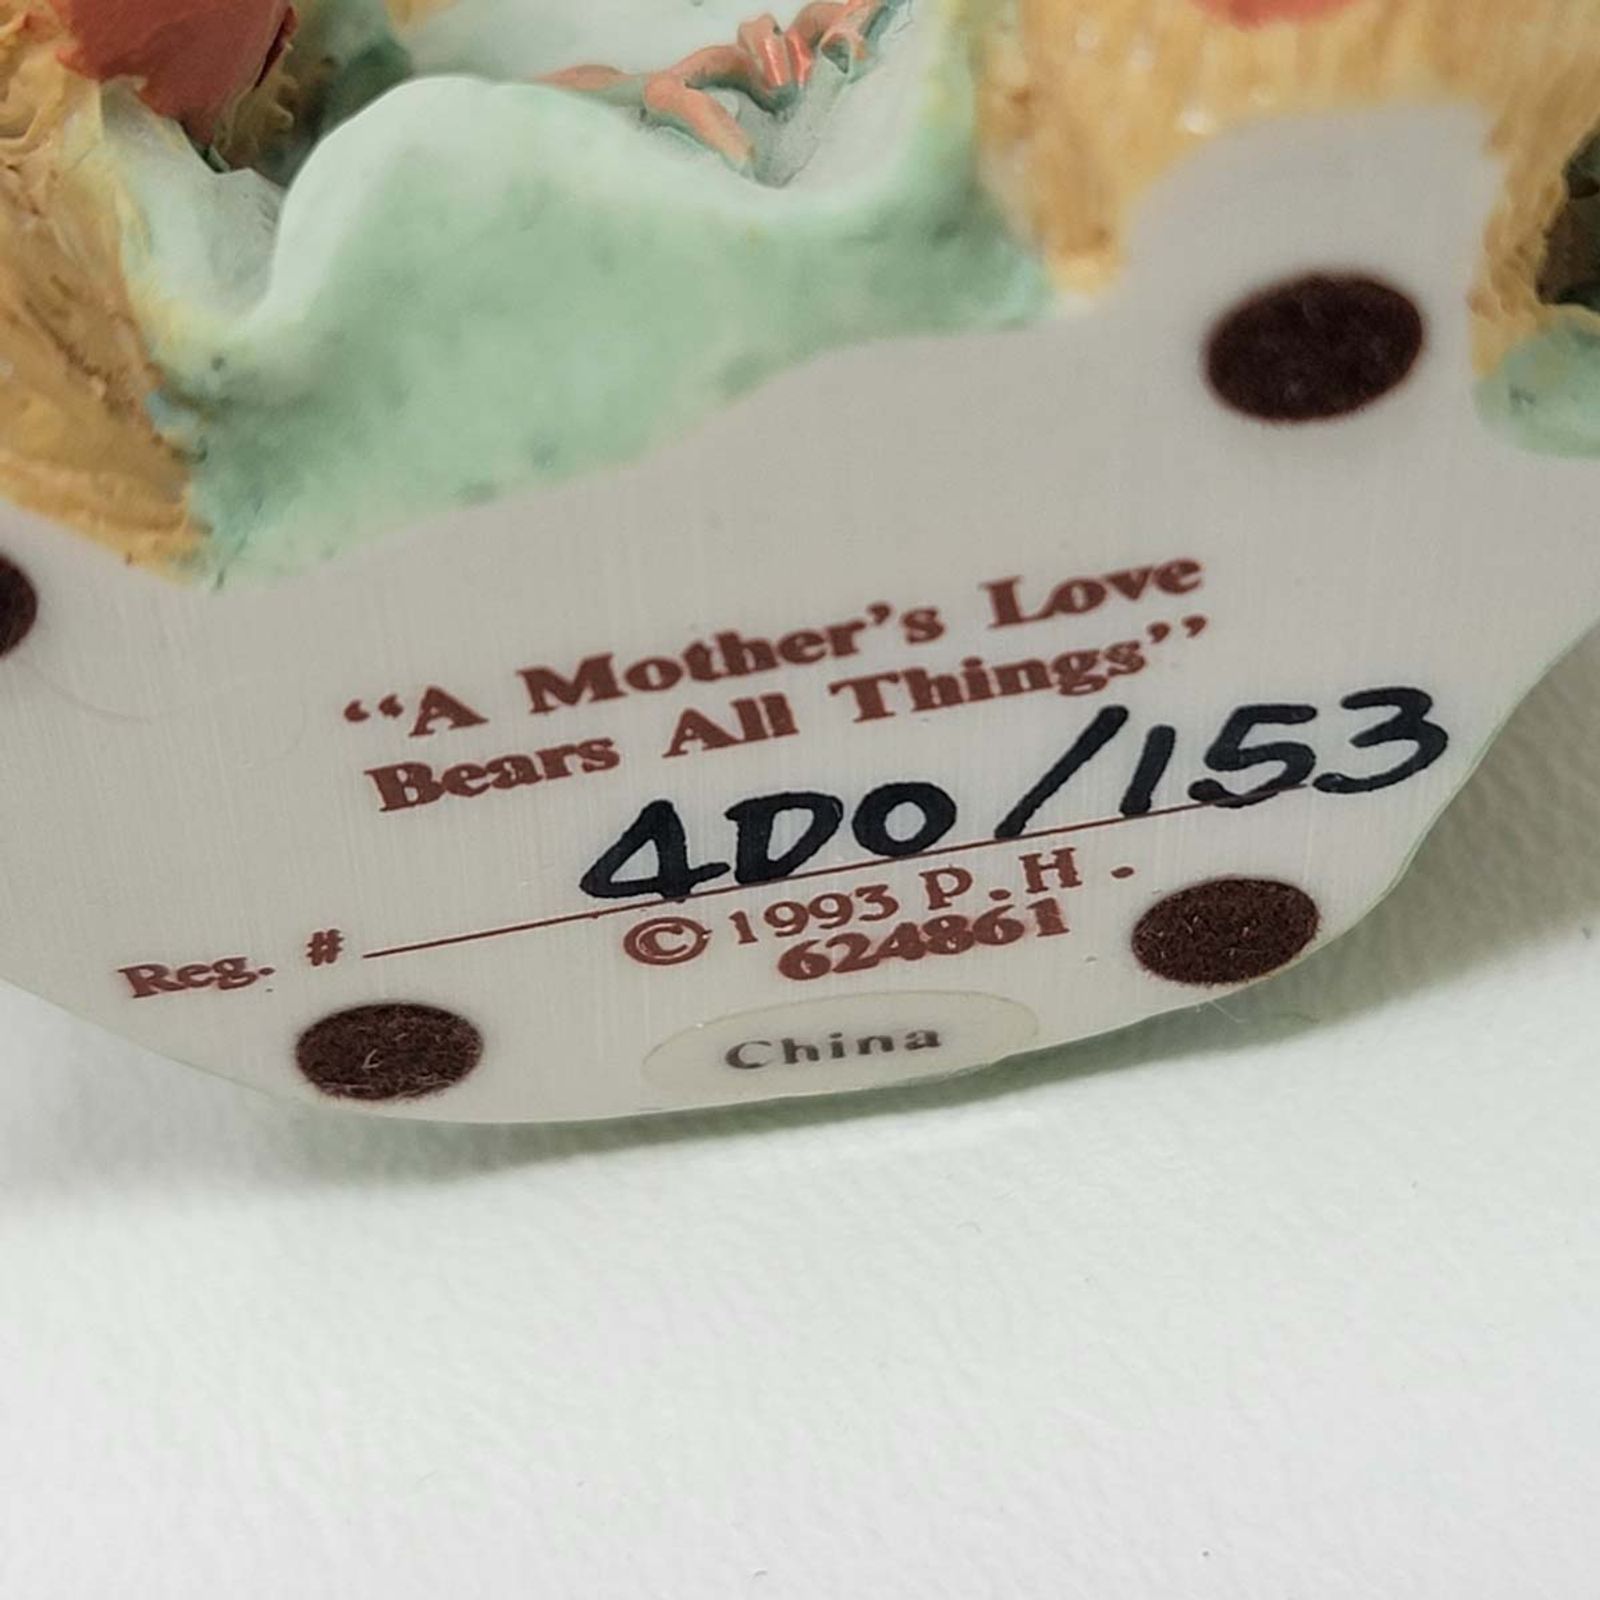 “A Mother’s Love
Bears All Things”
Reg. # 4D0/153
© 1993 P.H.
624861
China